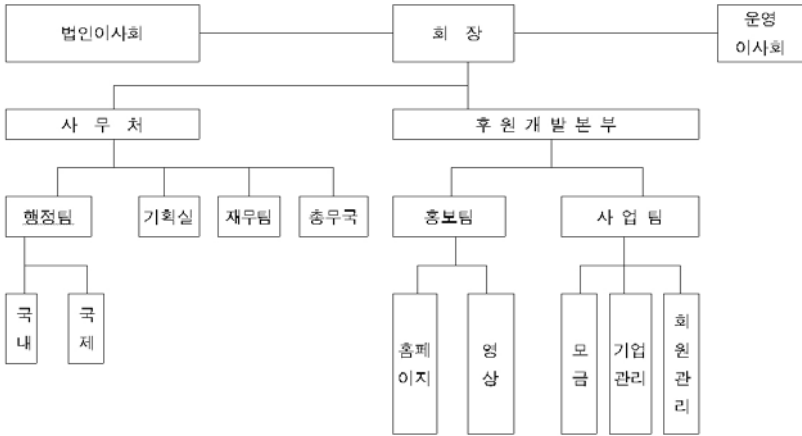 법인이사회
회 장
운영
이사회
사 무 처
후 원 개 발 본 부
행정팀
기획실
재무팀
총무국
홍보팀
사 업 팀
국
내
국
제
홈페
이지
영
상
모
금
기업
관리
회
원
관
리